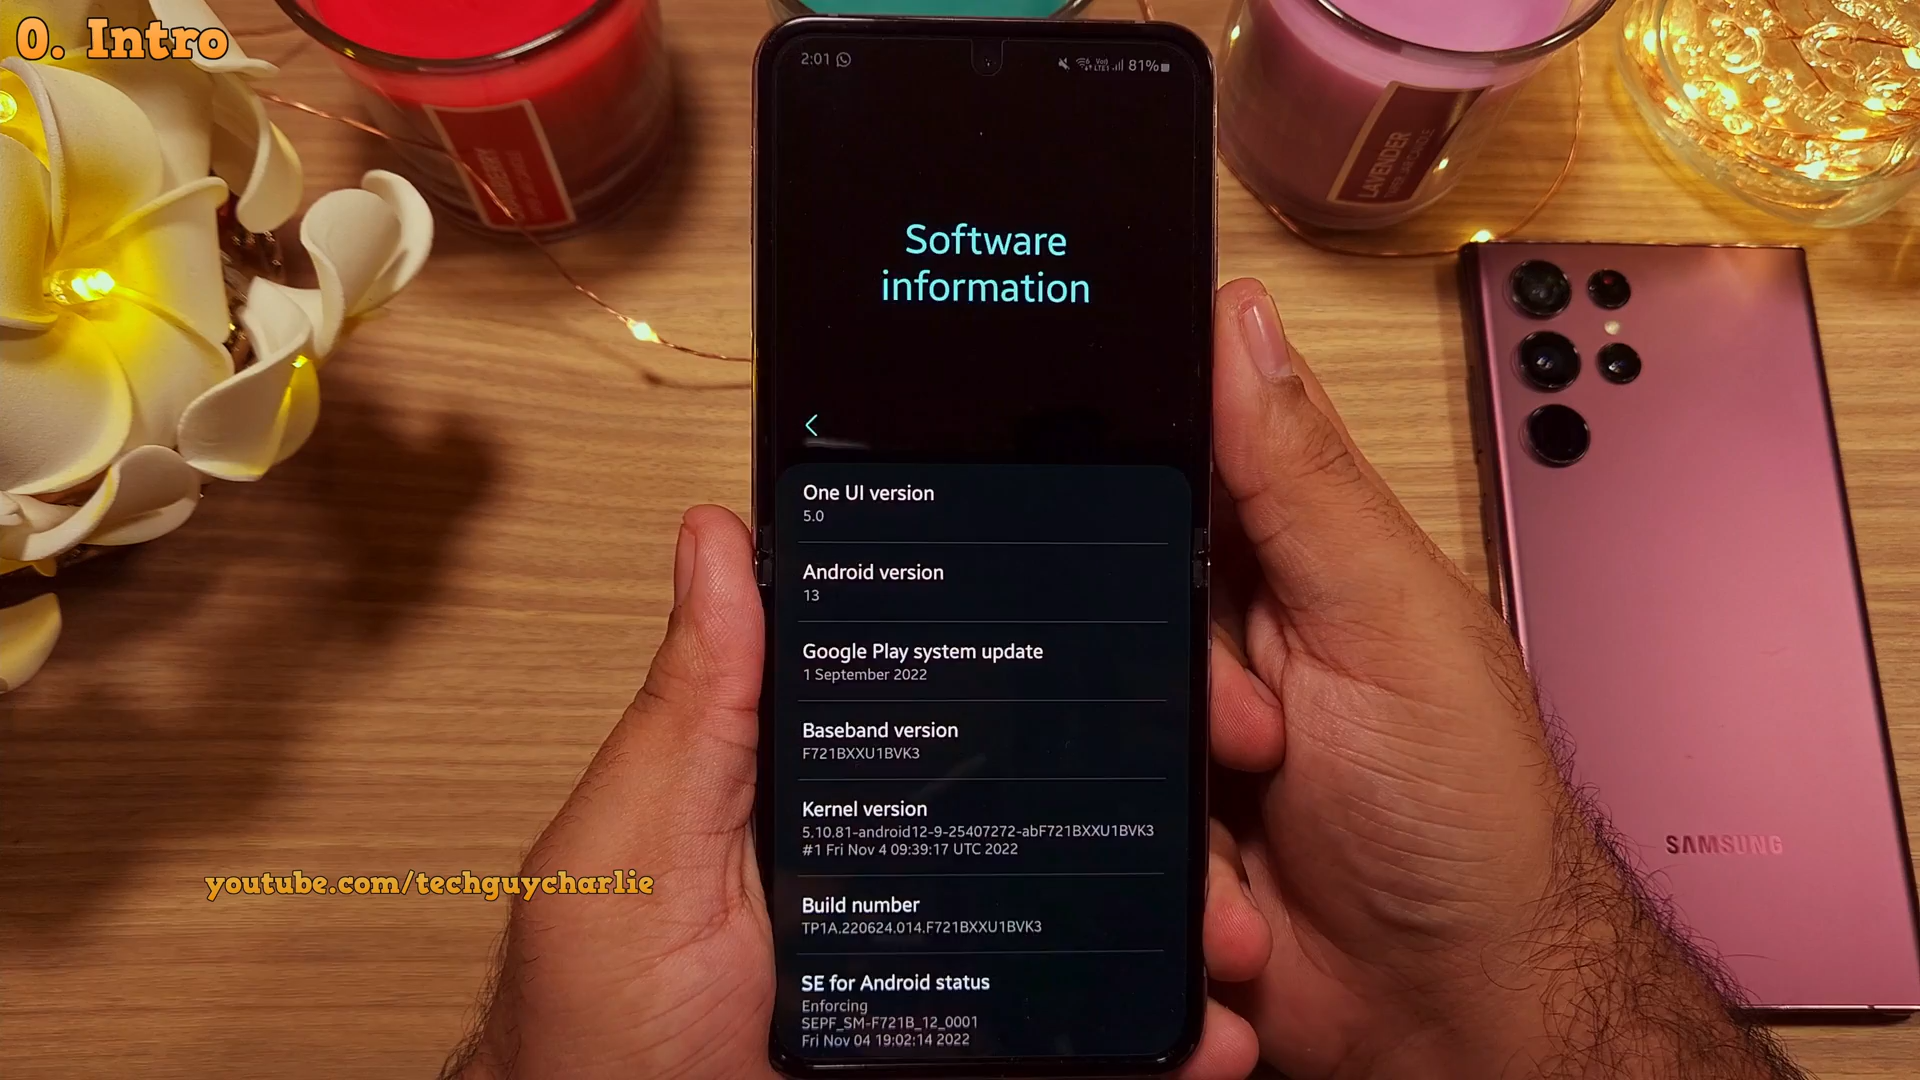 0. Intro
2:01
81%
LAVENDER
Software
information
One UI version
5.0
Android version
13
Google Play system update
1 September 2022
Baseband version
F721BXXU1BVK3
Kernel version
5.10.81-android12-9-25407272-abF721BXXU1BVK3
#1 Fri Nov 4 09:39:17 UTC 2022
SAMSUNG
youtube.com/techguycharlie
Build number
TP1A.220624.014.F721BXXU1BVK3
SE for Android status
Enforcing
SEPF_SM-F721B_12_0001
Fri Nov 04 19:02:14 2022